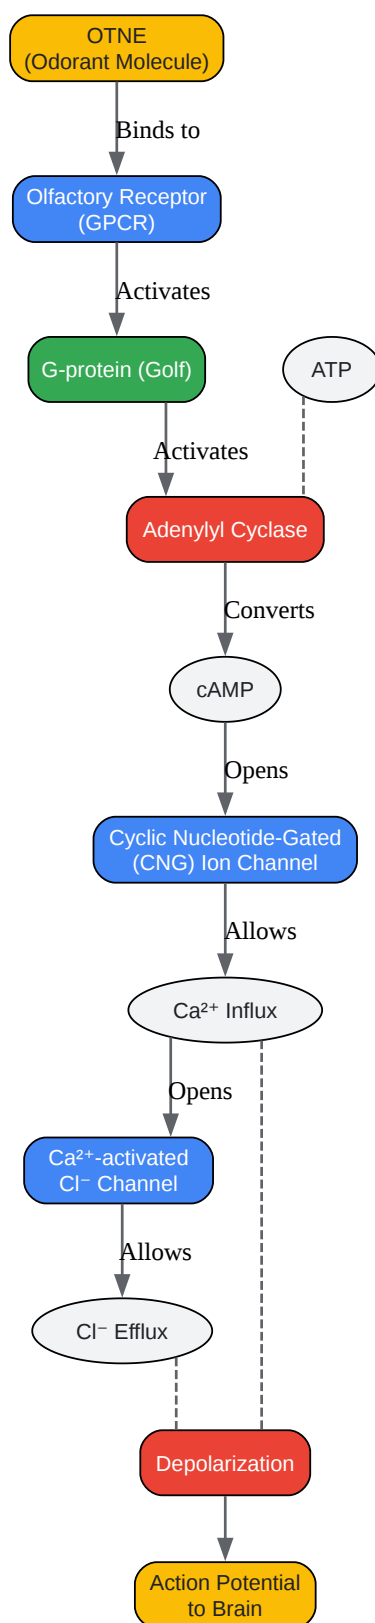 OTNE
(Odorant Molecule)
Binds to
Olfactory Receptor
(GPCR)
Activates
G-protein (Golf)
ATP
Activates
Adenylyl Cyclase
Converts
cAMP
Opens
Cyclic Nucleotide-Gated
(CNG) Ion Channel
Allows
Ca²⁺ Influx
Opens
Ca²⁺-activated
Cl⁻ Channel
Allows
Cl⁻ Efflux
Depolarization
Action Potential
to Brain